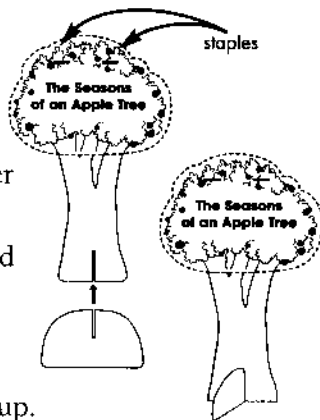 staples
The Seasons
of an Apple Tree
er
The Seasons
of an Apple Tree
d
up.